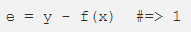 e = y - f(x)  #=> 1